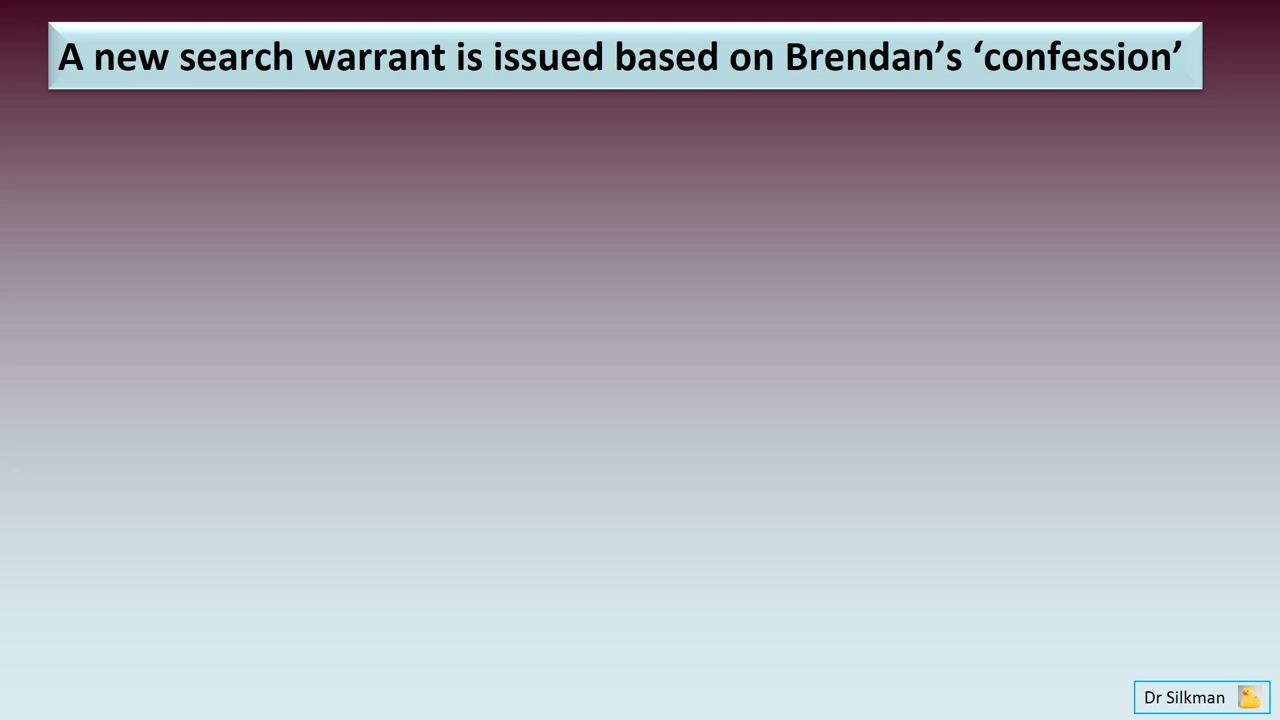 A new search warrant is issued based on Brendan’s ‘confession’
Dr Silkman